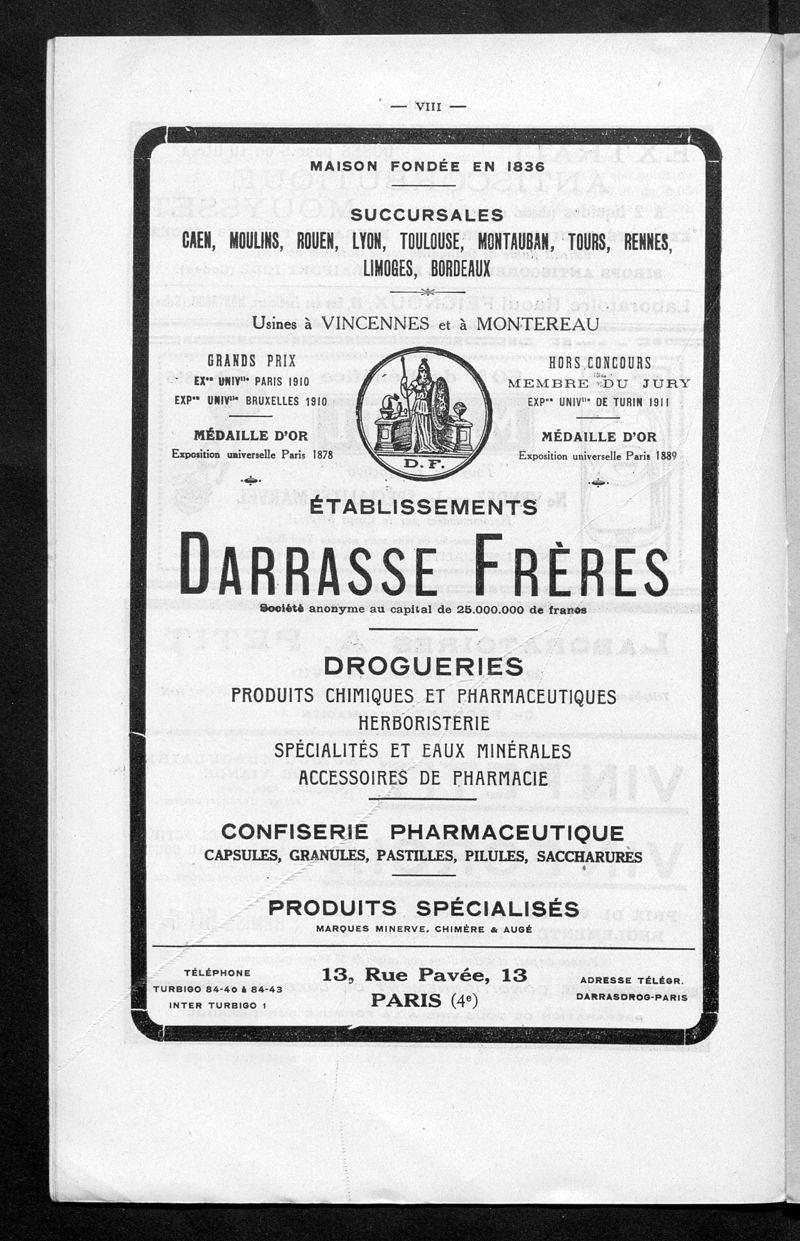 — VIII —
MAISON FONDÉE EN 1836
SUCCURSALES
CAEN, MOULINS, ROUEN, LYON, TOULOUSE, MONTAUBAN, TOURS, RENNES,
LIMOGES, BORDEAUX
Usines à VINCENNES et à MONTEREAU
GRANDS PRIX
EXon UNIVlle PARIS 1910
EXPon UNIVlle BRUXELLES 1910
MÉDAILLE D'OR
Exposition universelle Paris 1878
D. F.
HORS CONCOURS
MEMBRE DU JURY
EXPon UNIVlle DE TURIN 1911
MÉDAILLE D'OR
Exposition universelle Paris 1889
ÉTABLISSEMENTS
DARRASSE FRÈRES
Société anonyme au capital de 25.000.000 de francs
DROGUERIES
PRODUITS CHIMIQUES ET PHARMACEUTIQUES
HERBORISTERIE
SPÉCIALITÉS ET EAUX MINÉRALES
ACCESSOIRES DE PHARMACIE
CONFISERIE PHARMACEUTIQUE
CAPSULES, GRANULES, PASTILLES, PILULES, SACCHARURES
PRODUITS SPÉCIALISÉS
MARQUES MINERVE, CHIMÈRE & AUGÉ
TÉLÉPHONE
TURBIGO 84-40 à 84-43
INTER TURBIGO 1
13, Rue Pavée, 13
PARIS (4e)
ADRESSE TÉLÉGR.
DARRASDROG-PARIS